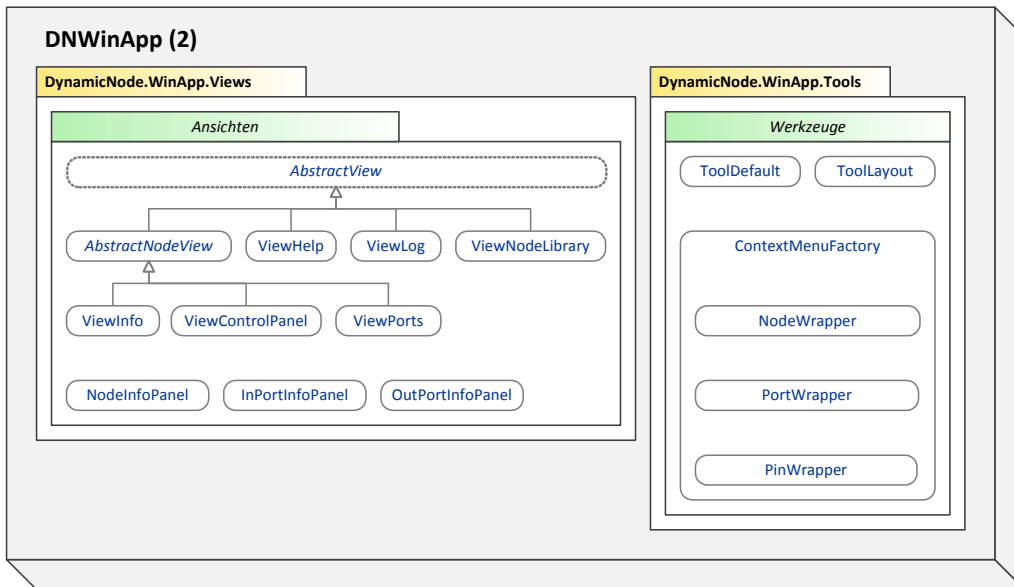 DNWinApp (2)
DynamicNode.WinApp.Views
Ansichten
AbstractView
AbstractNodeView
ViewHelp
ViewLog
ViewNodeLibrary
ViewInfo
ViewControlPanel
ViewPorts
NodeInfoPanel
InPortInfoPanel
OutPortInfoPanel
DynamicNode.WinApp.Tools
Werkzeuge
ToolDefault
ToolLayout
ContextMenuFactory
NodeWrapper
PortWrapper
PinWrapper